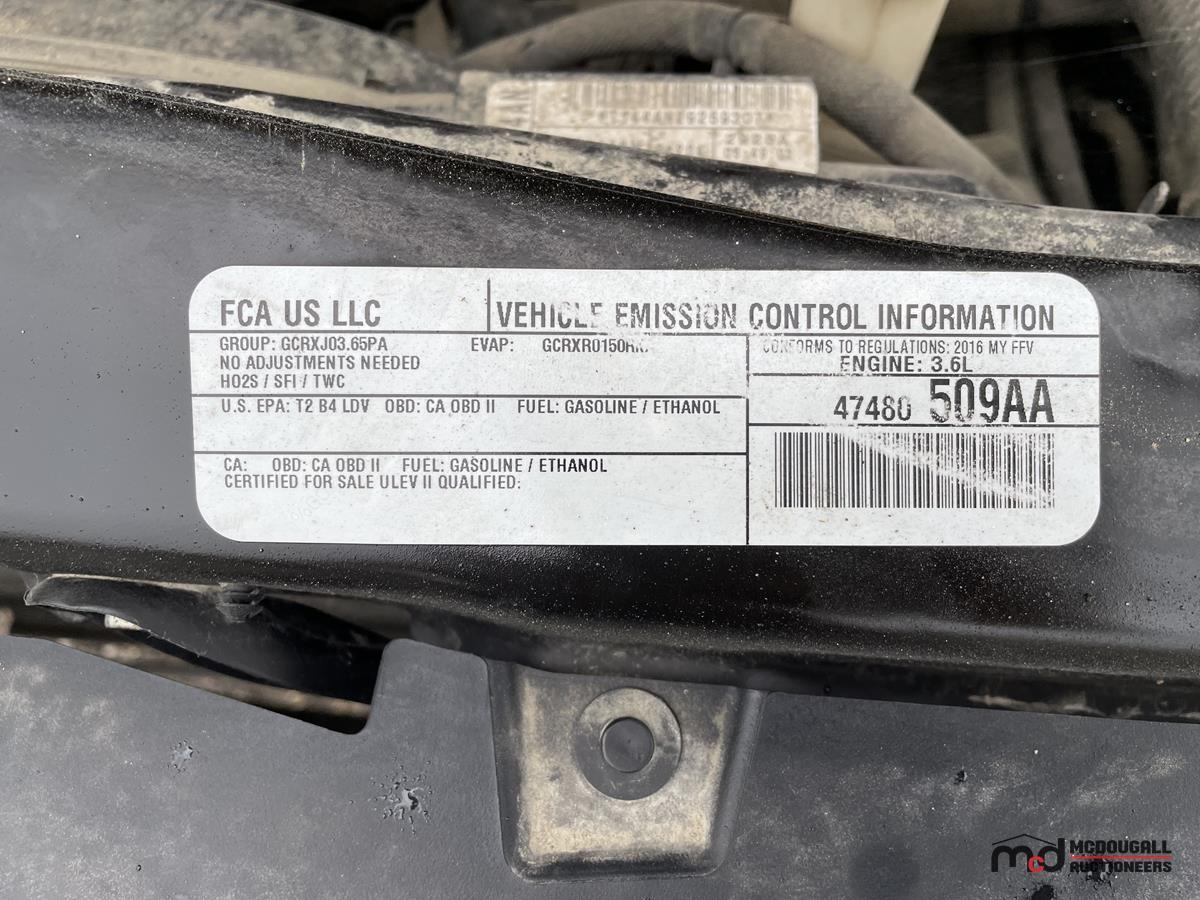 FCA US LLC
VEHICLE EMISSION CONTROL INFORMATION
GROUP: GCRXJ03.65PA EVAP:
NO ADJUSTMENTS NEEDED
HO2S / SFI / TWC
CONFORMS TO REGULATIONS: 2016 MY FFV
ENGINE: 3.6L
U.S. EPA: T2 B4 LDV OBD: CA OBD II FUEL: GASOLINE / ETHANOL
47480 509AA
CA: OBD: CA OBD II FUEL: GASOLINE / ETHANOL
CERTIFIED FOR SALE ULEV II QUALIFIED:
mcd MCDOUGALL
AUCTIONEERS